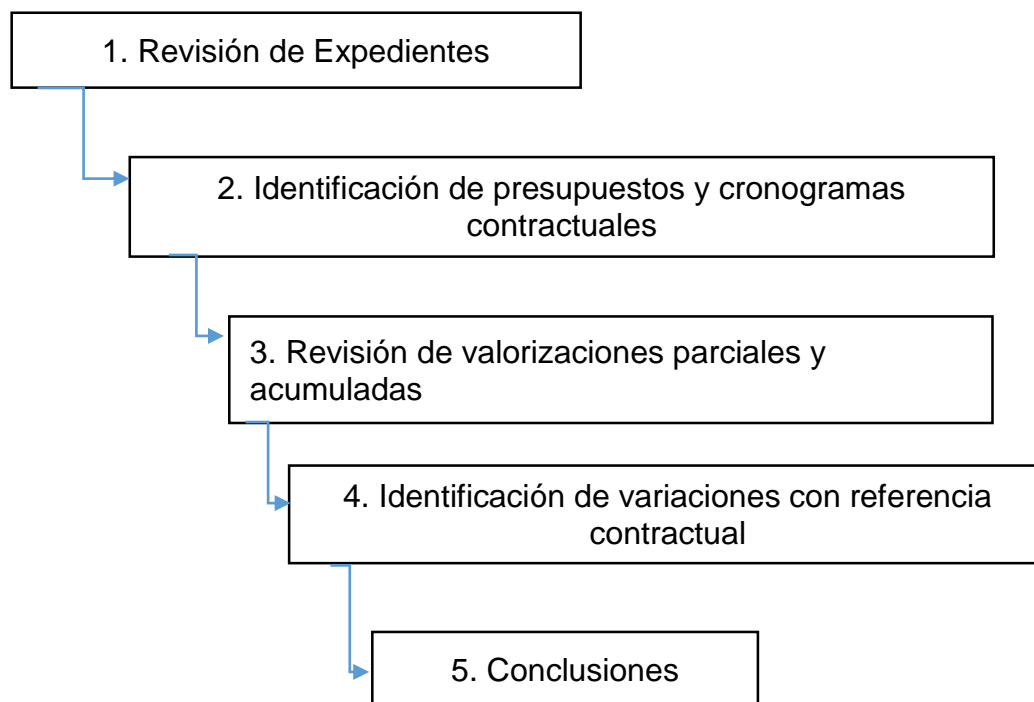 1. Revisión de Expedientes
2. Identificación de presupuestos y cronogramas
contractuales
3. Revisión de valorizaciones parciales y
acumuladas
4. Identificación de variaciones con referencia
contractual
5. Conclusiones